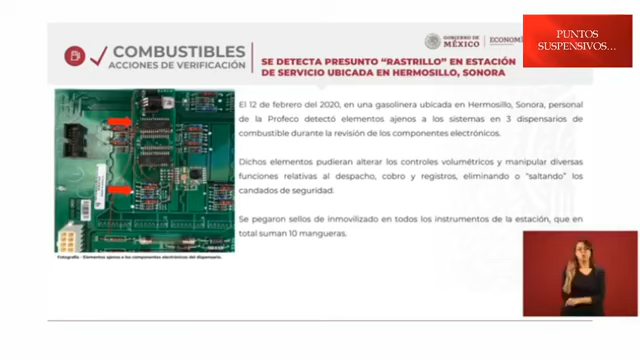 PUNTOS
SUSPENSIVOS...
COMBUSTIBLES
ACCIONES DE VERIFICACIÓN
GOBIERNO DE
MÉXICO
ECONOMÍ
SE DETECTA PRESUNTO “RASTRILLO” EN ESTACIÓN
DE SERVICIO UBICADA EN HERMOSILLO, SONORA
El 12 de febrero del 2020, en una gasolinera ubicada en Hermosillo, Sonora, personal
de la Profeco detectó elementos ajenos a los sistemas en 3 dispensarios de
combustible durante la revisión de los componentes electrónicos.
Dichos elementos pudieran alterar los controles volumétricos y manipular diversas
funciones relativas al despacho, cobro y registros, eliminando o “saltando” los
candados de seguridad.
Se pegaron sellos de inmovilizado en todos los instrumentos de la estación, que en
total suman 10 mangueras.
Fotografía - Elementos ajenos a los componentes electrónicos del dispensario.